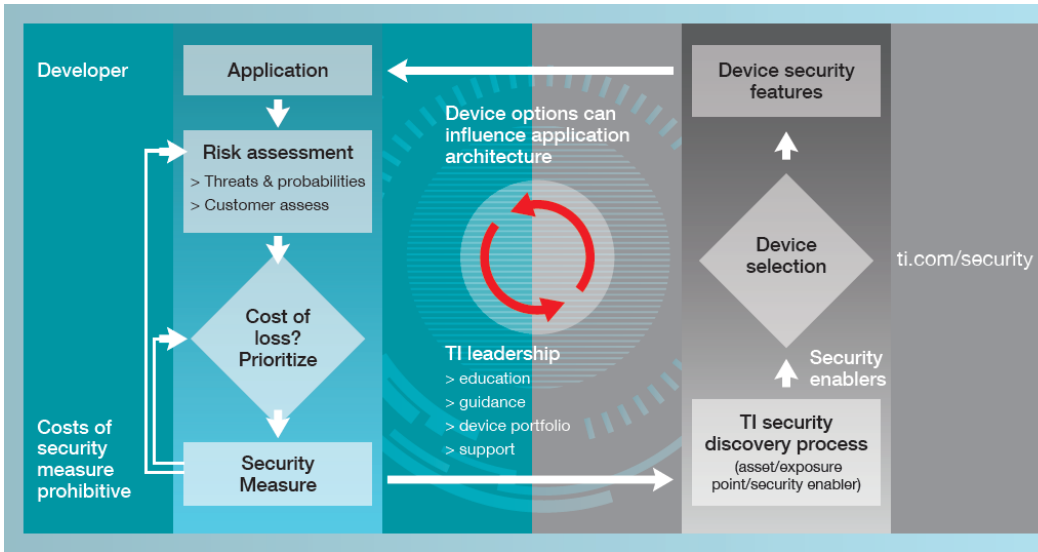 Developer
Application
Risk assessment
> Threats & probabilities
> Customer assess
Cost of
loss?
Prioritize
Costs of
security
measure
prohibitive
Security
Measure
Device options can
influence application
architecture
TI leadership
> education
> guidance
> device portfolio
> support
Device security
features
Device
selection
Security
enablers
TI security
discovery process
(asset/exposure
point/security enabler)
ti.com/security